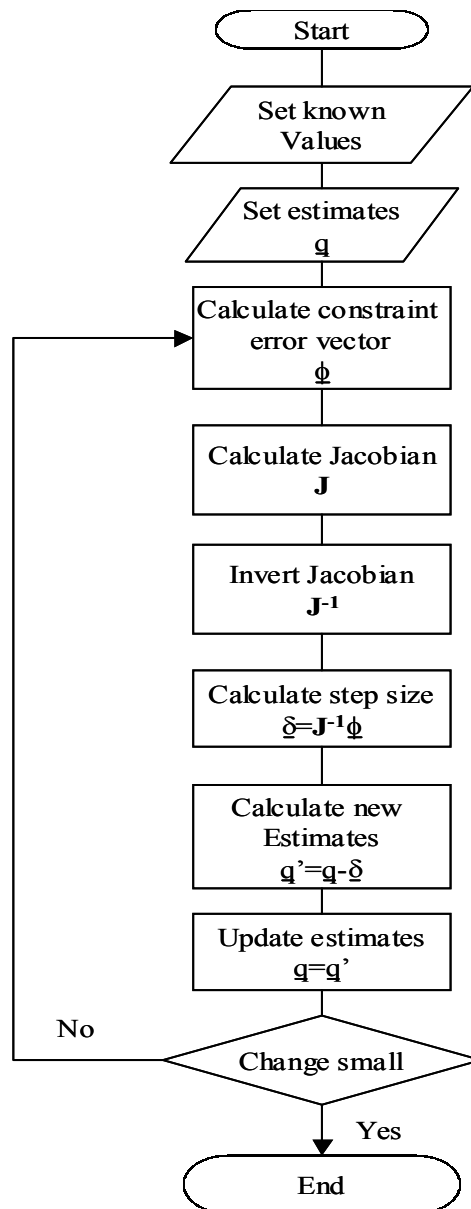 Start
Set known
Values
Set estimates
q
Calculate constraint
error vector
ϕ
Calculate Jacobian
J
Invert Jacobian
J⁻¹
Calculate step size
δ=J⁻¹ϕ
Calculate new
Estimates
q’=q-δ
Update estimates
q=q’
No
Change small
Yes
End